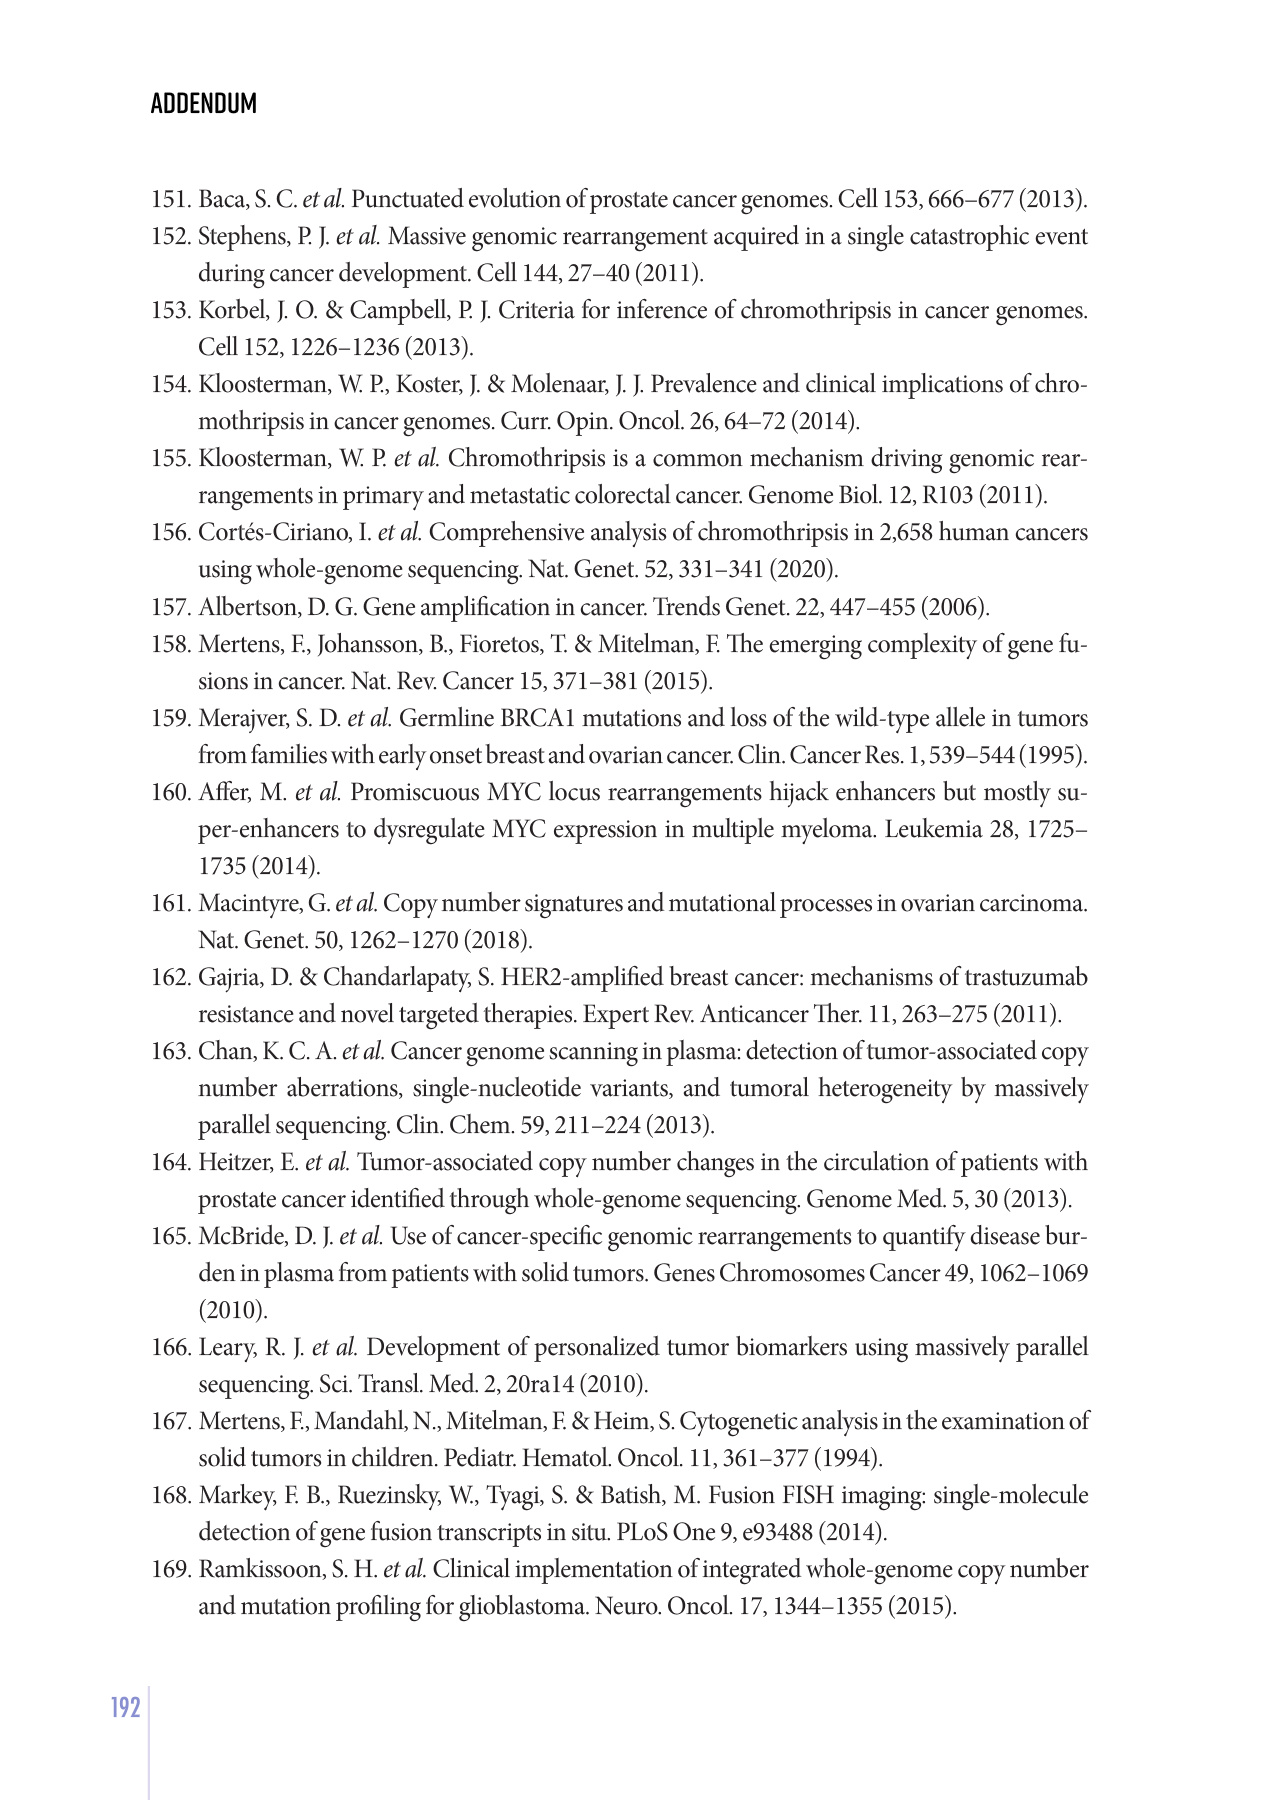 ADDENDUM
151. Baca, S. C. et al. Punctuated evolution of prostate cancer genomes. Cell 153, 666–677 (2013).
152. Stephens, P. J. et al. Massive genomic rearrangement acquired in a single catastrophic event
during cancer development. Cell 144, 27–40 (2011).
153. Korbel, J. O. & Campbell, P. J. Criteria for inference of chromothripsis in cancer genomes.
Cell 152, 1226–1236 (2013).
154. Kloosterman, W. P., Koster, J. & Molenaar, J. J. Prevalence and clinical implications of chro-
mothripsis in cancer genomes. Curr. Opin. Oncol. 26, 64–72 (2014).
155. Kloosterman, W. P. et al. Chromothripsis is a common mechanism driving genomic rear-
rangements in primary and metastatic colorectal cancer. Genome Biol. 12, R103 (2011).
156. Cortés-Ciriano, I. et al. Comprehensive analysis of chromothripsis in 2,658 human cancers
using whole-genome sequencing. Nat. Genet. 52, 331–341 (2020).
157. Albertson, D. G. Gene amplification in cancer. Trends Genet. 22, 447–455 (2006).
158. Mertens, F., Johansson, B., Fioretos, T. & Mitelman, F. The emerging complexity of gene fu-
sions in cancer. Nat. Rev. Cancer 15, 371–381 (2015).
159. Merajver, S. D. et al. Germline BRCA1 mutations and loss of the wild-type allele in tumors
from families with early onset breast and ovarian cancer. Clin. Cancer Res. 1, 539–544 (1995).
160. Affer, M. et al. Promiscuous MYC locus rearrangements hijack enhancers but mostly su-
per-enhancers to dysregulate MYC expression in multiple myeloma. Leukemia 28, 1725–
1735 (2014).
161. Macintyre, G. et al. Copy number signatures and mutational processes in ovarian carcinoma.
Nat. Genet. 50, 1262–1270 (2018).
162. Gajria, D. & Chandarlapaty, S. HER2-amplified breast cancer: mechanisms of trastuzumab
resistance and novel targeted therapies. Expert Rev. Anticancer Ther. 11, 263–275 (2011).
163. Chan, K. C. A. et al. Cancer genome scanning in plasma: detection of tumor-associated copy
number aberrations, single-nucleotide variants, and tumoral heterogeneity by massively
parallel sequencing. Clin. Chem. 59, 211–224 (2013).
164. Heitzer, E. et al. Tumor-associated copy number changes in the circulation of patients with
prostate cancer identified through whole-genome sequencing. Genome Med. 5, 30 (2013).
165. McBride, D. J. et al. Use of cancer-specific genomic rearrangements to quantify disease bur-
den in plasma from patients with solid tumors. Genes Chromosomes Cancer 49, 1062–1069
(2010).
166. Leary, R. J. et al. Development of personalized tumor biomarkers using massively parallel
sequencing. Sci. Transl. Med. 2, 20ra14 (2010).
167. Mertens, F., Mandahl, N., Mitelman, F. & Heim, S. Cytogenetic analysis in the examination of
solid tumors in children. Pediatr. Hematol. Oncol. 11, 361–377 (1994).
168. Markey, F. B., Ruezinsky, W., Tyagi, S. & Batish, M. Fusion FISH imaging: single-molecule
detection of gene fusion transcripts in situ. PLoS One 9, e93488 (2014).
169. Ramkissoon, S. H. et al. Clinical implementation of integrated whole-genome copy number
and mutation profiling for glioblastoma. Neuro. Oncol. 17, 1344–1355 (2015).
192